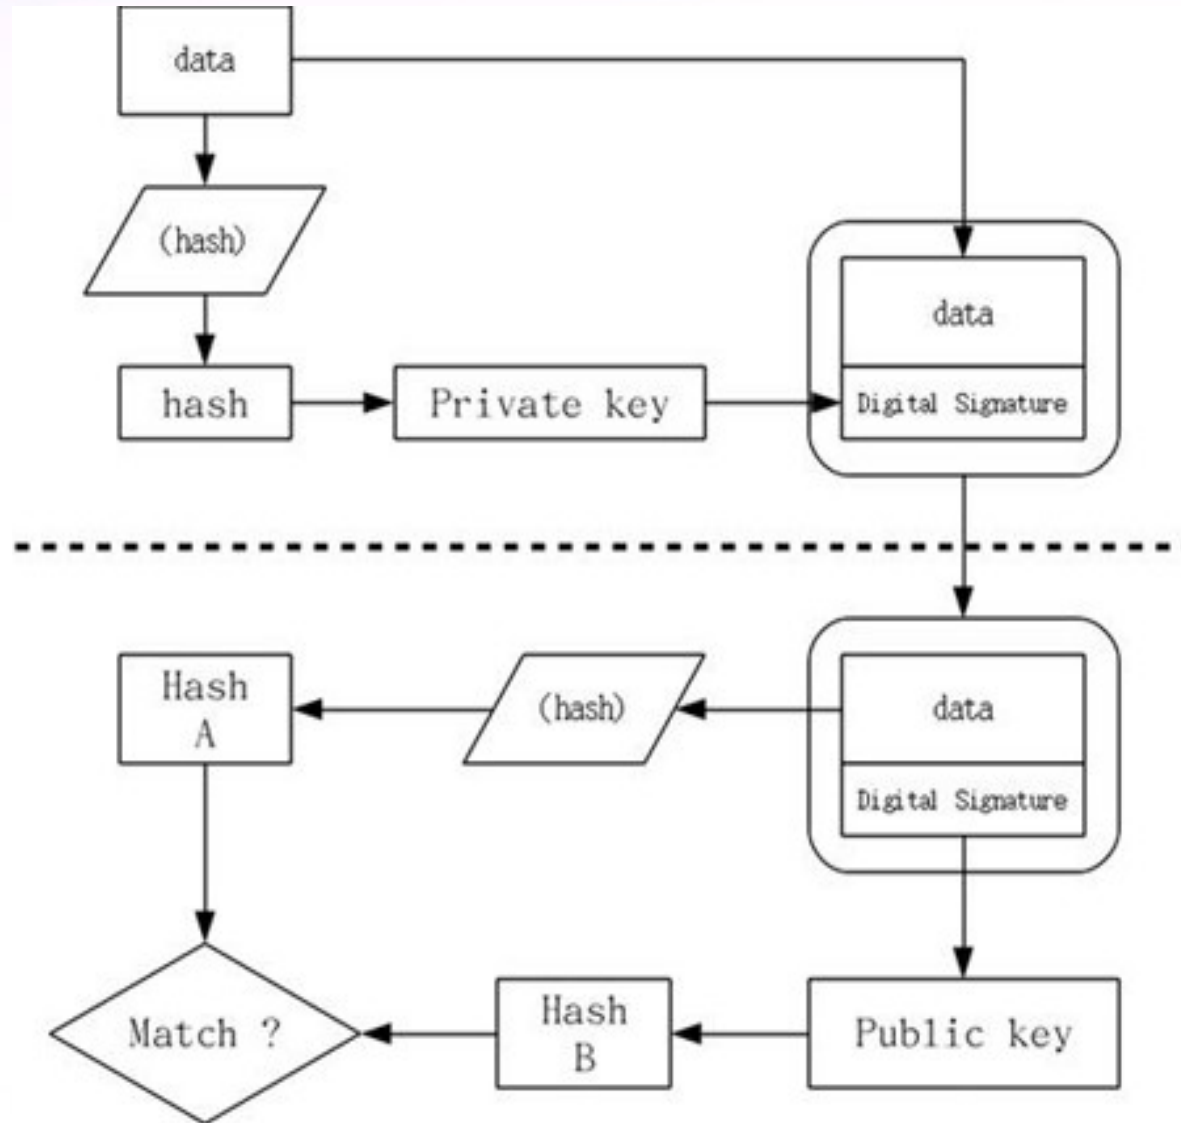 data
(hash)
data
hash
Private key
Digital Signature
Hash
A
(hash)
data
Digital Signature
Match ?
Hash
B
Public key